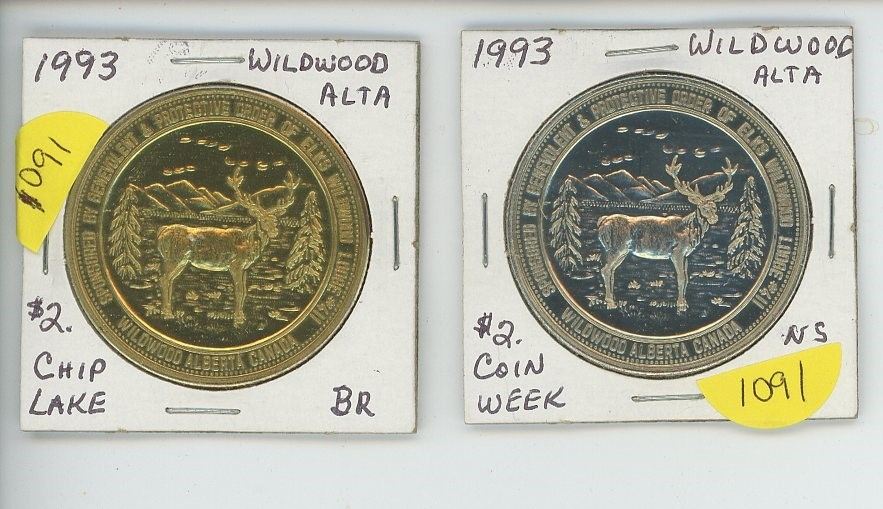 1993
WILDWOOD
ALTA
1091
SPONSORED BY BENEVOLENT & PROTECTIVE ORDER OF ELKS WILDWOOD LODGE
WILDWOOD ALBERTA CANADA
$2.
CHIP
LAKE
BR
1993
WILDWOOD
ALTA
SPONSORED BY BENEVOLENT & PROTECTIVE ORDER OF ELKS WILDWOOD LODGE
WILDWOOD ALBERTA CANADA
$2.
COIN
WEEK
NS
1091